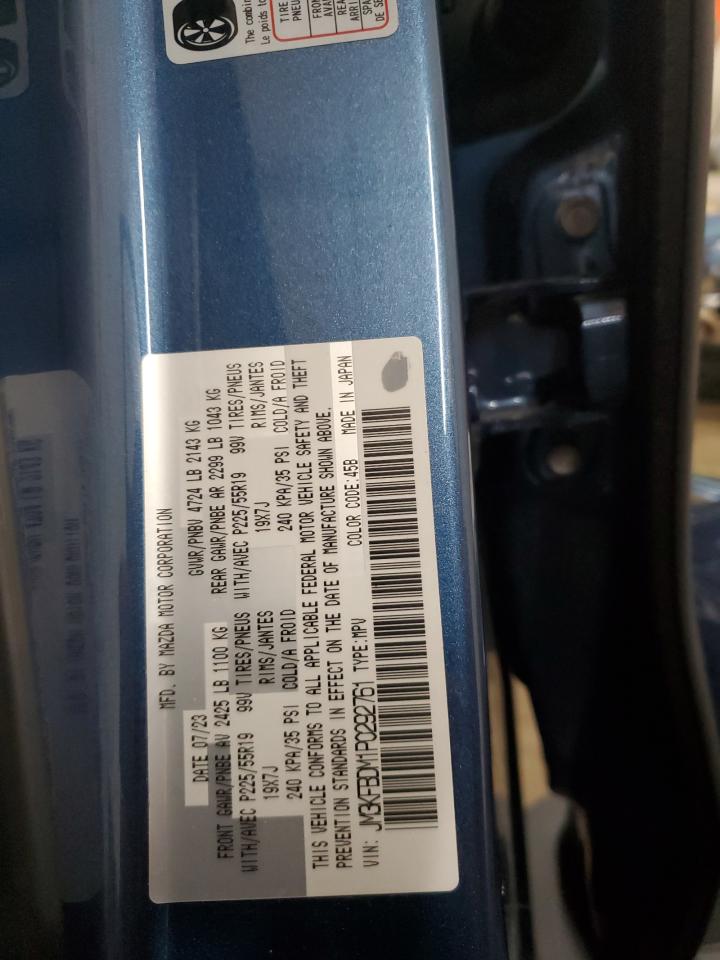 The combin
Le poids to
TIRE
PNEU
FRON
AVA
REA
ARRI
SPA
DE SE
MFD. BY MAZDA MOTOR CORPORATION
DATE 07/23 GVWR/PNBV 4724 LB 2143 KG
FRONT GAWR/PNBE AV 2425 LB 1100 KG REAR GAWR/PNBE AR 2299 LB 1043 KG
WITH/AVEC P225/55R19 99V TIRES/PNEUS WITH/AVEC P225/55R19 99V TIRES/PNEUS
19X7J RIMS/JANTES 19X7J RIMS/JANTES
240 KPA/35 PSI COLD/A FROID 240 KPA/35 PSI COLD/A FROID
THIS VEHICLE CONFORMS TO ALL APPLICABLE FEDERAL MOTOR VEHICLE SAFETY AND THEFT
PREVENTION STANDARDS IN EFFECT ON THE DATE OF MANUFACTURE SHOWN ABOVE.
VIN: JM3KFBDM1P0292761 TYPE:MPV COLOR CODE:45B MADE IN JAPAN